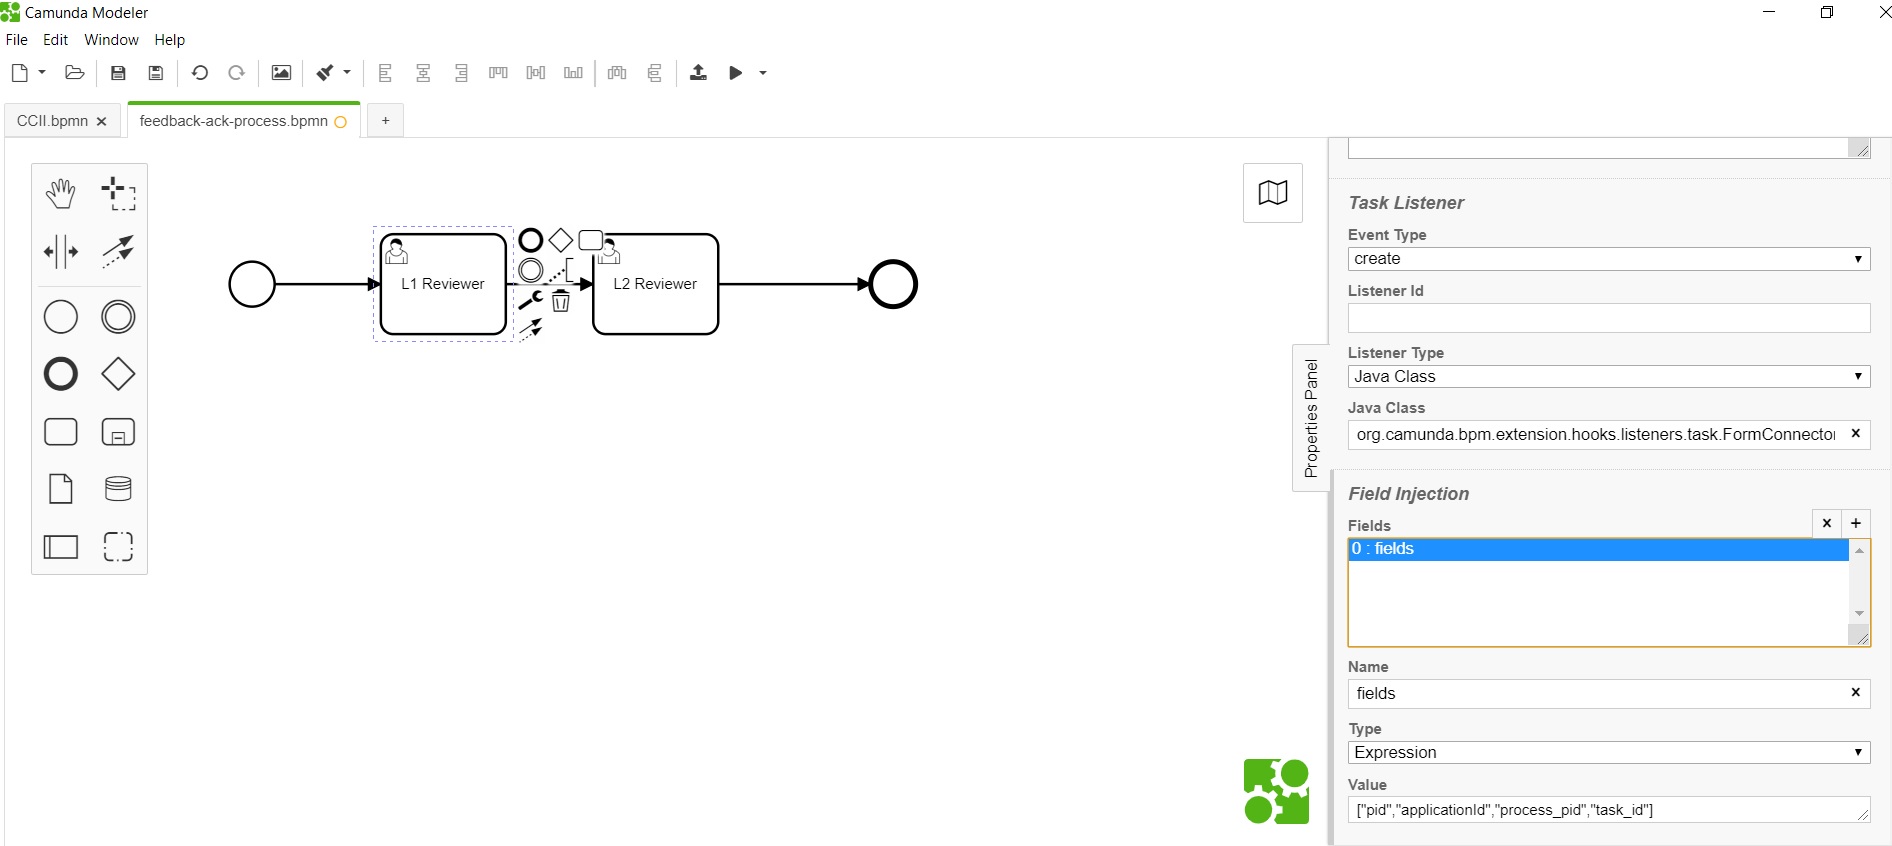 Camunda Modeler
File Edit Window Help
CCII.bpmn
feedback-ack-process.bpmn
+
L1 Reviewer
L2 Reviewer
Properties Panel
Task Listener
Event Type
create
Listener Id
Listener Type
Java Class
Java Class
org.camunda.bpm.extension.hooks.listeners.task.FormConnector
Field Injection
Fields
0 : fields
Name
fields
Type
Expression
Value
["pid","applicationId","process_pid","task_id"]